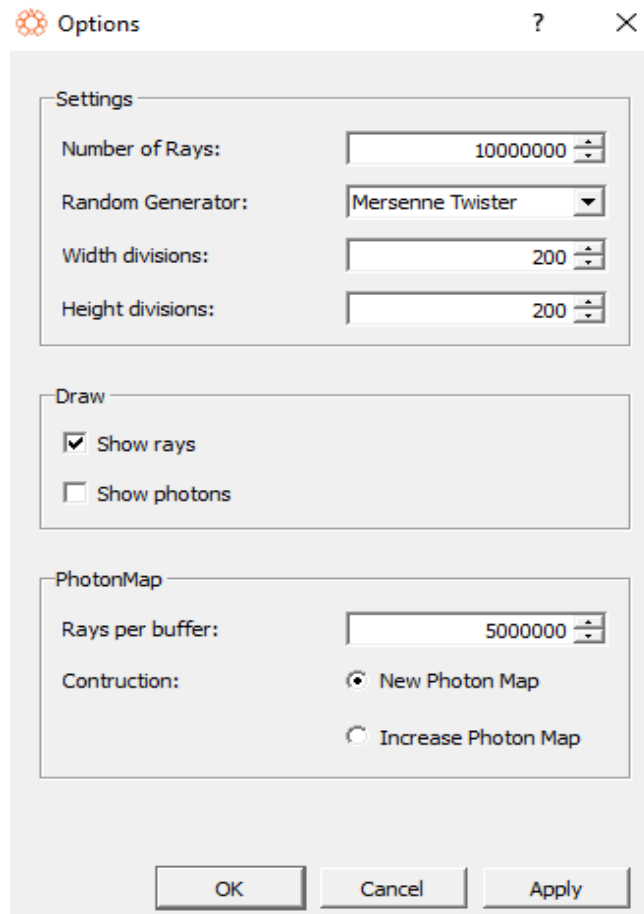 Options ?
Settings
Number of Rays: 10000000
Random Generator: Mersenne Twister
Width divisions: 200
Height divisions: 200
Draw
Show rays
Show photons
PhotonMap
Rays per buffer: 5000000
Contruction: New Photon Map
Increase Photon Map
OK Cancel Apply